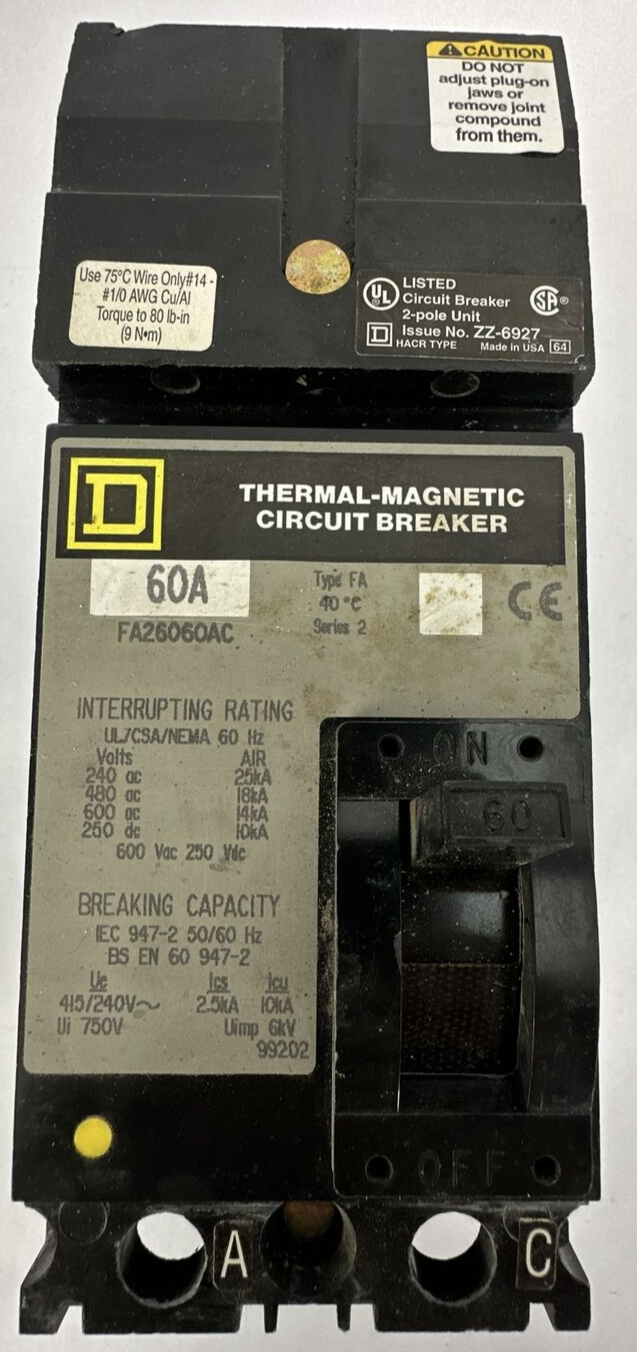 CAUTION
DO NOT
adjust plug-on
jaws or
remove joint
compound
from them.
Use 75°C Wire Only#14 -
#1/0 AWG Cu/Al
Torque to 80 lb-in
(9 N•m)
UL
LISTED
Circuit Breaker
2-pole Unit
Issue No. ZZ-6927
HACR TYPE Made in USA 64
SA®
D
THERMAL-MAGNETIC
CIRCUIT BREAKER
60A
FA26060AC
Type FA
40 °C
Series 2
CE
INTERRUPTING RATING
UL/CSA/NEMA 60 Hz
Volts AIR
240 ac 25kA
480 ac 18kA
600 ac 14kA
250 dc 10kA
600 Vac 250 Vdc
BREAKING CAPACITY
IEC 947-2 50/60 Hz
BS EN 60 947-2
Ue Ics Icu
415/240V~ 2.5kA 10kA
Ui 750V Uimp 6kV
99202
ON
60
OFF
A
C